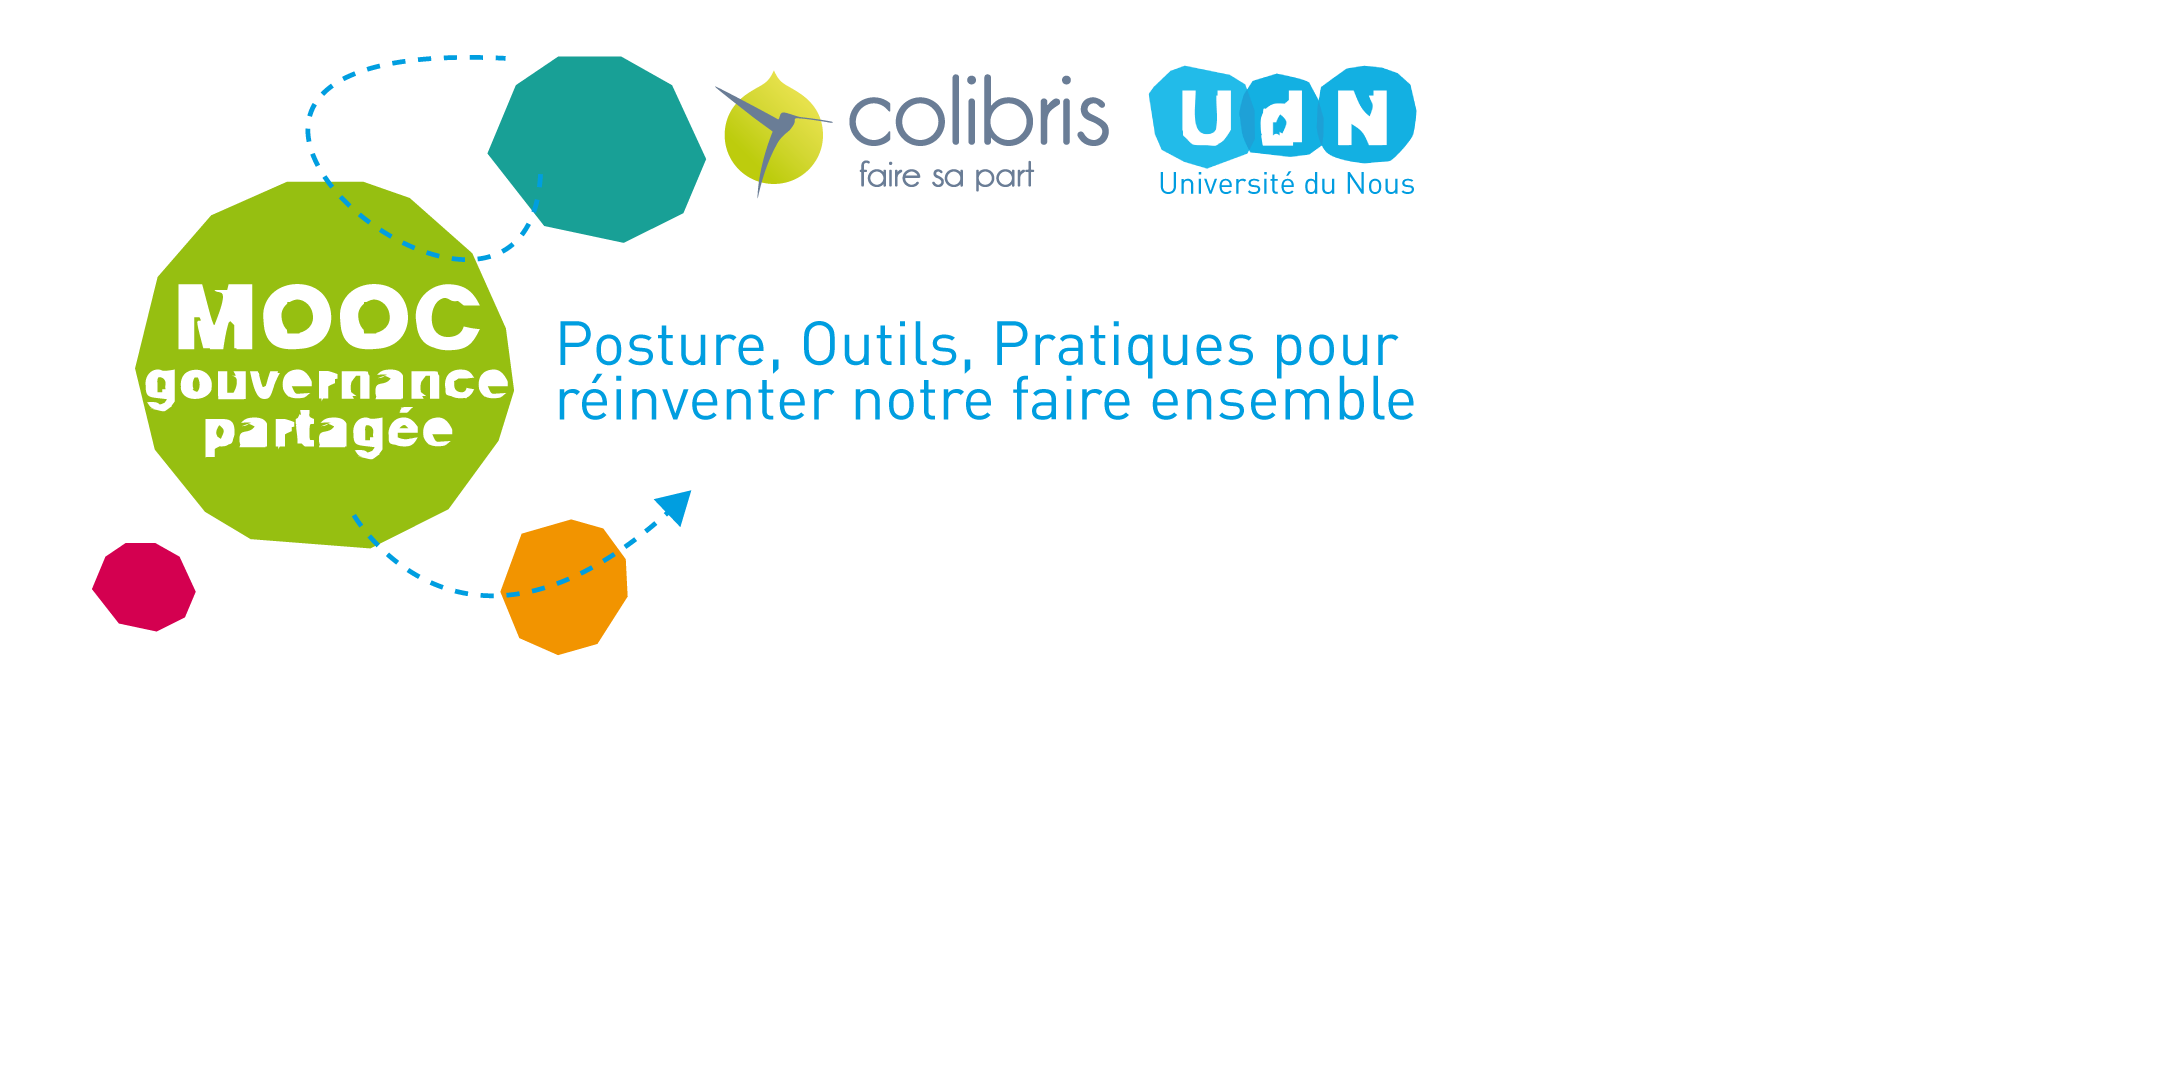 colibris
faire sa part
UdN
Université du Nous
MOOC
gouvernance
partagée
Posture, Outils, Pratiques pour
réinventer notre faire ensemble